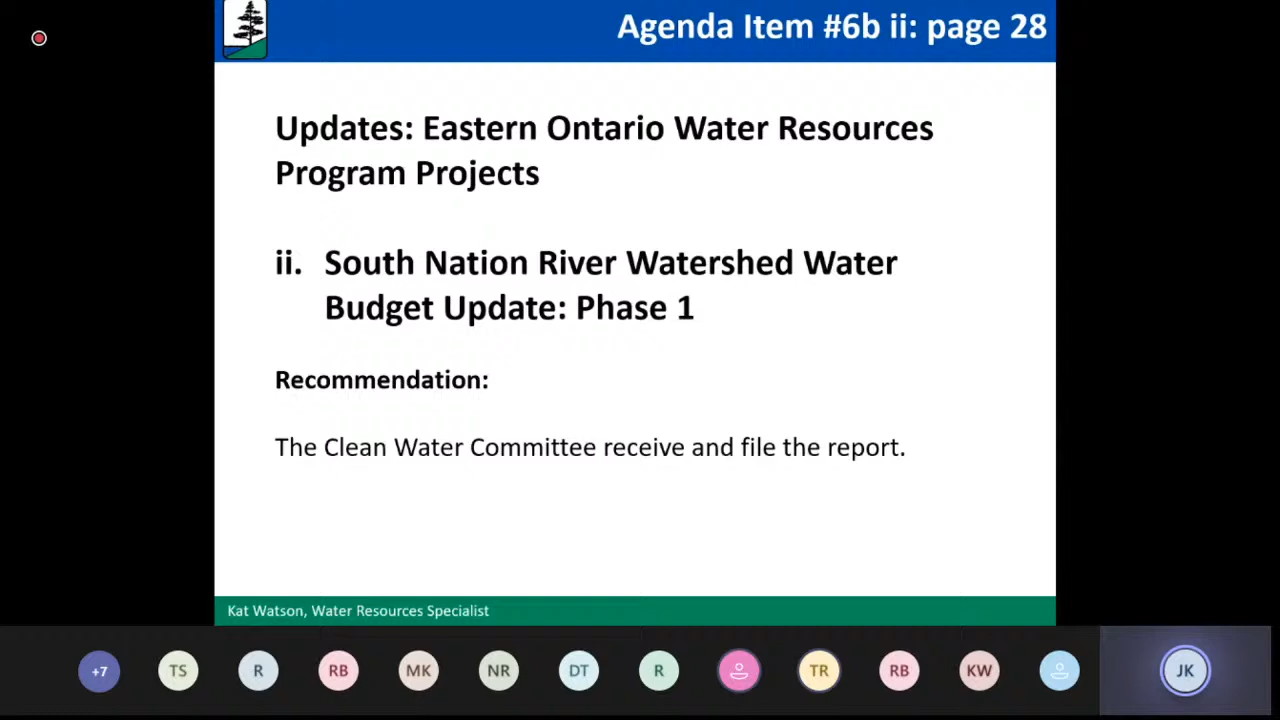 Agenda Item #6b ii: page 28
Updates: Eastern Ontario Water Resources
Program Projects
ii. South Nation River Watershed Water
Budget Update: Phase 1
Recommendation:
The Clean Water Committee receive and file the report.
Kat Watson, Water Resources Specialist
+7 TS R RB MK NR DT R TR RB KW JK